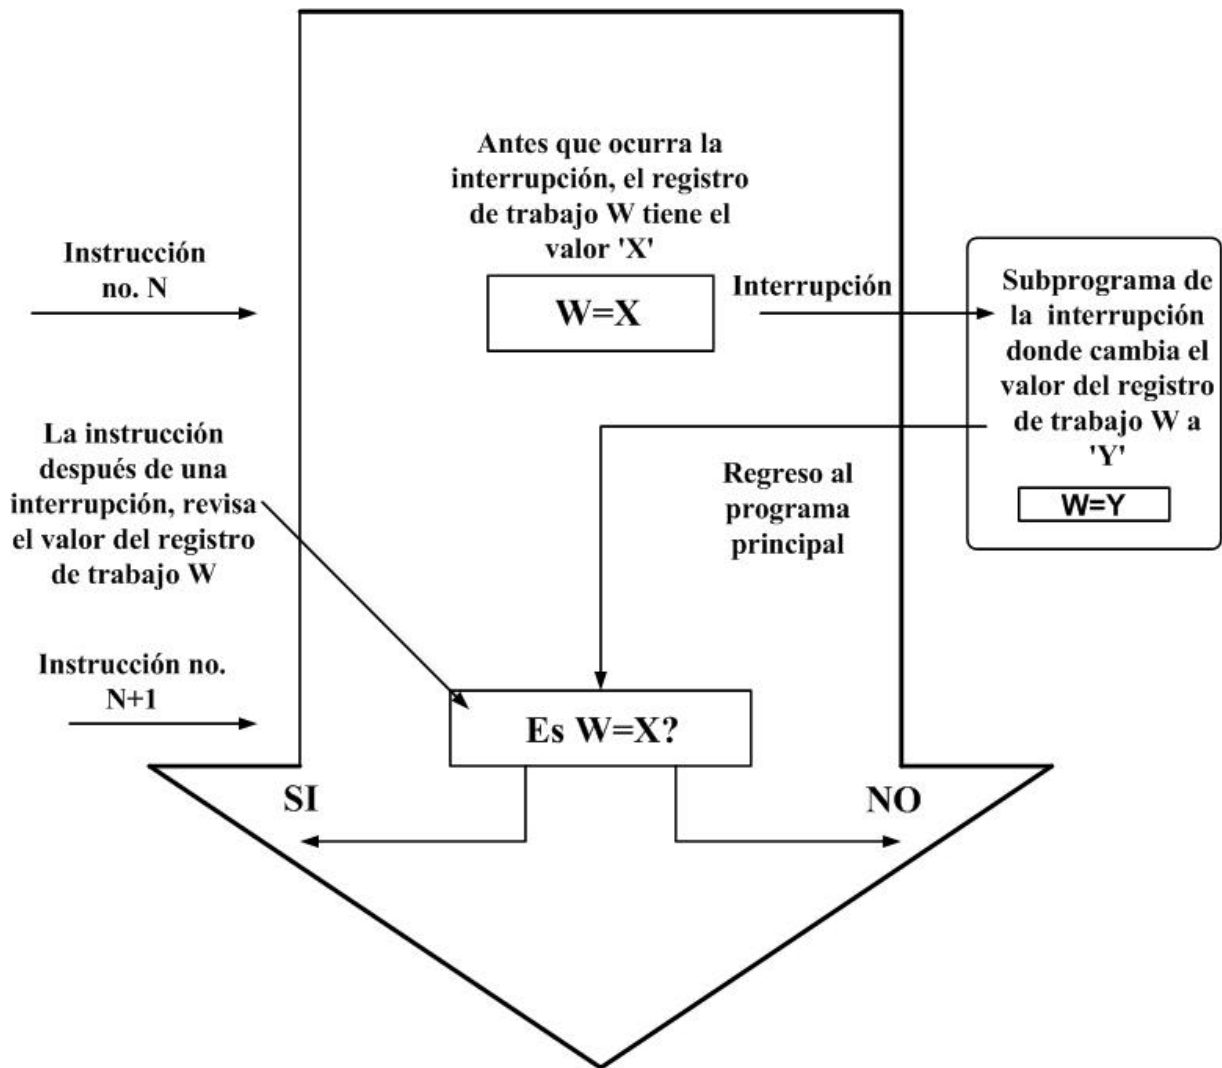 Antes que ocurra la
interrupción, el registro
de trabajo W tiene el
valor 'X'
Instrucción
no. N
W=X
Interrupción
Subprograma de
la interrupción
donde cambia el
valor del registro
de trabajo W a
'Y'
W=Y
La instrucción
después de una
interrupción, revisa
el valor del registro
de trabajo W
Regreso al
programa
principal
Instrucción no.
N+1
Es W=X?
SI
NO